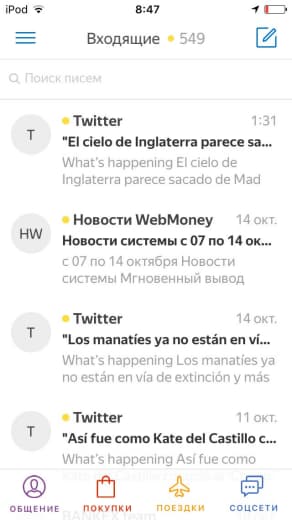 iPod 8:47
Входящие 549
Поиск писем
T
Twitter 1:31
"El cielo de Inglaterra parece sa...
What's happening El cielo de
Inglaterra parece sacado de Mad
HW
Новости WebMoney 14 окт.
Новости системы с 07 по 14 ок...
с 07 по 14 октября Новости
системы Мгновенный вывод
T
Twitter 14 окт.
"Los manatíes ya no están en ví...
What's happening Los manatíes ya
no están en vía de extinción y más
T
Twitter 11 окт.
"Así fue como Kate del Castillo c...
What's happening Así fue como
ОБЩЕНИЕ ПОКУПКИ ПОЕЗДКИ СОЦСЕТИ